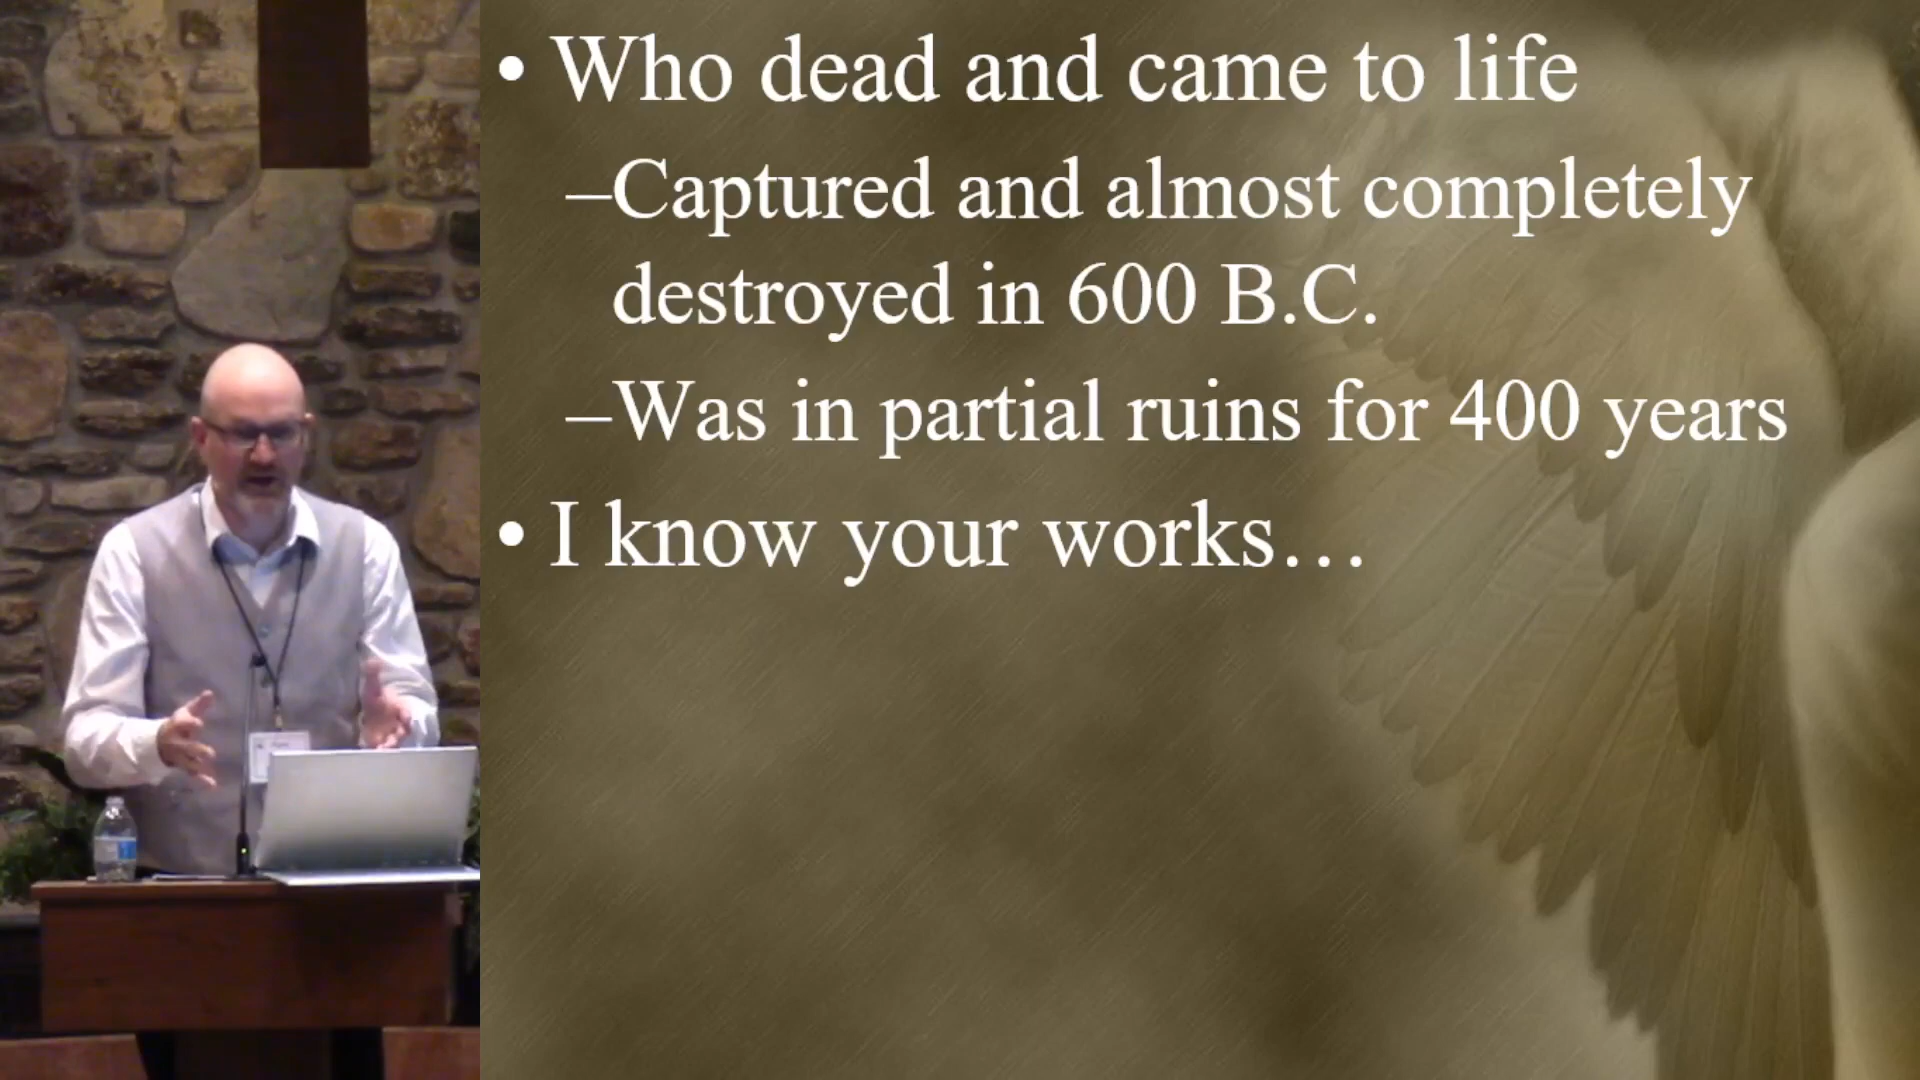 • Who dead and came to life
–Captured and almost completely
destroyed in 600 B.C.
–Was in partial ruins for 400 years
• I know your works…